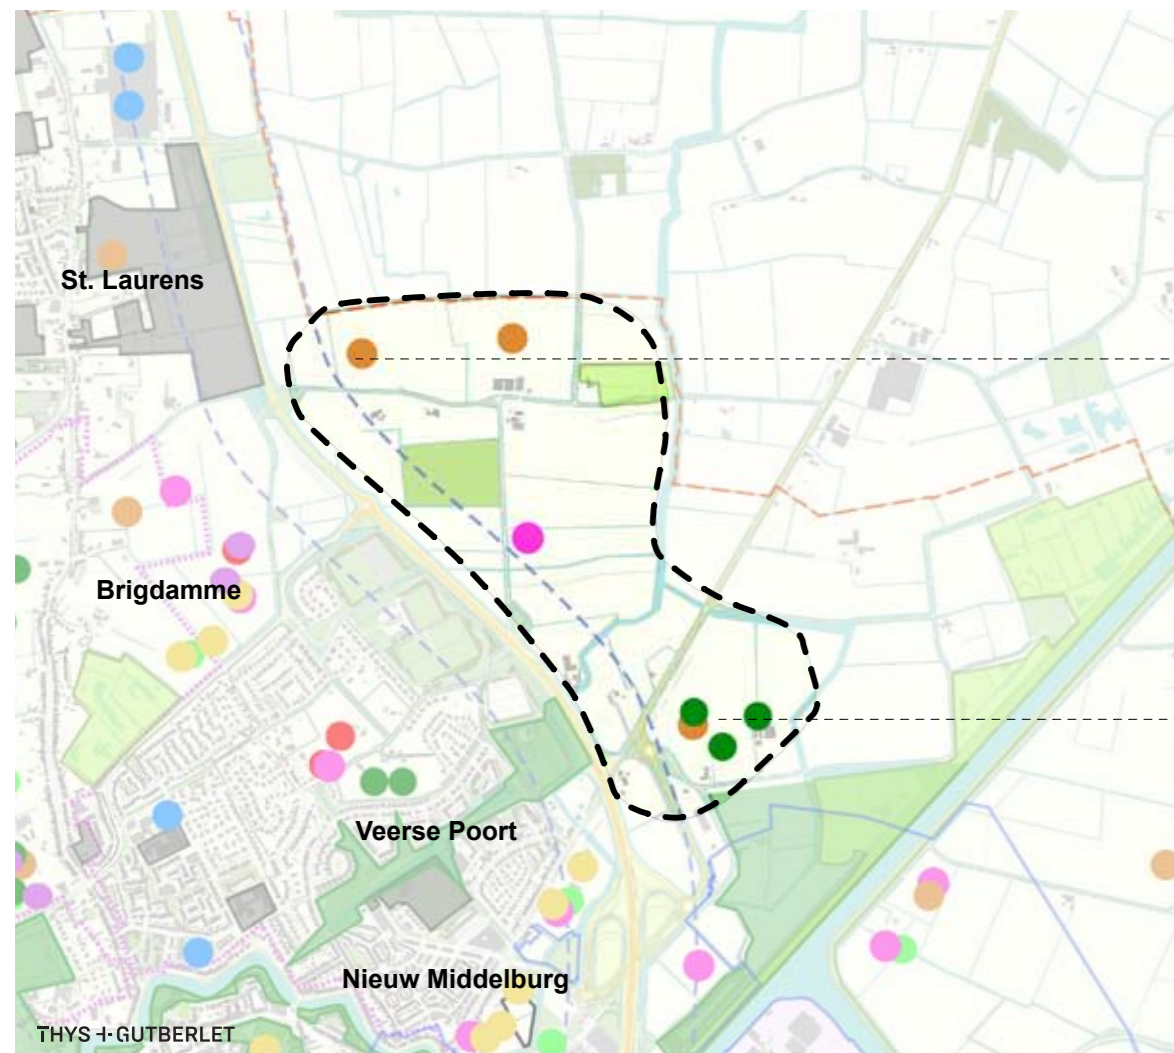 St. Laurens
Brigdamme
Veerse Poort
Nieuw Middelburg
THYS + GUTBERLET